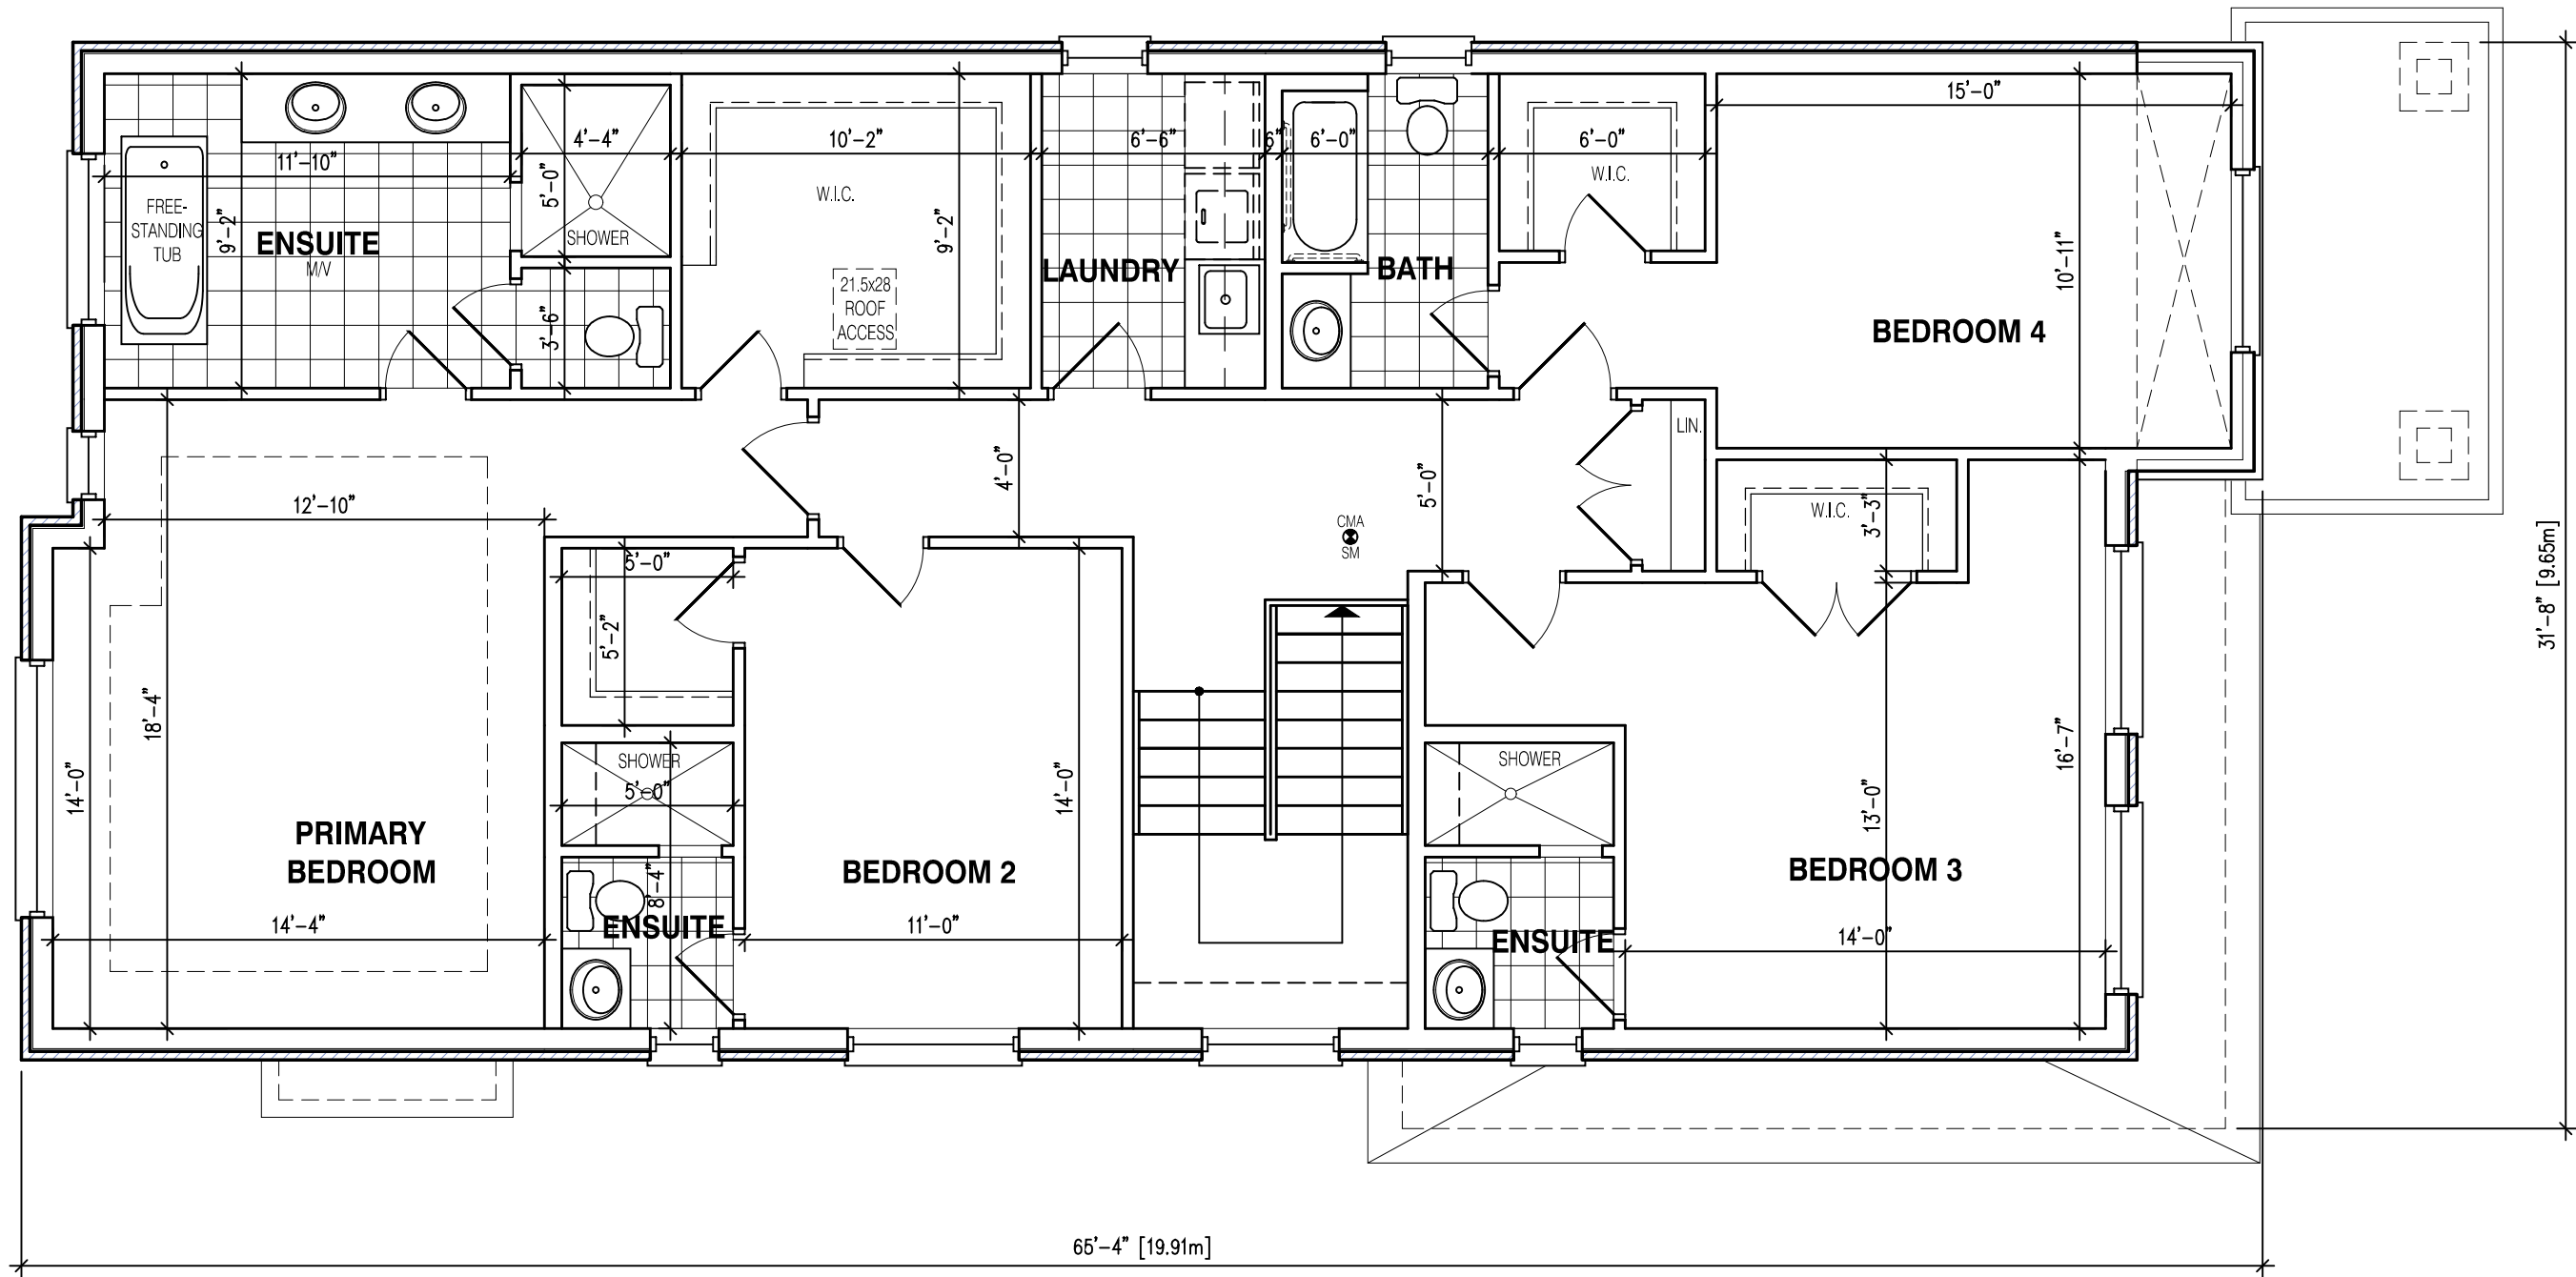 15'-0"
4'-4"
10'-2"
6'-6"
6"
6'-0"
6'-0"
11'-10"
5'-0"
W.I.C.
W.I.C.
FREE-
STANDING
TUB
9'-2"
ENSUITE
M/V
SHOWER
9'-2"
LAUNDRY
BATH
10'-11"
21.5x28
ROOF
ACCESS
3'-6"
BEDROOM 4
LIN.
12'-10"
4'-0"
5'-0"
CMA
SM
W.I.C.
3'-3"
31'-8" [9.65m]
5'-0"
5'-2"
18'-4"
14'-0"
SHOWER
5'-0"
14'-0"
SHOWER
13'-0"
16'-7"
PRIMARY
BEDROOM
8'-4"
BEDROOM 2
BEDROOM 3
14'-4"
ENSUITE
11'-0"
ENSUITE
14'-0"
65'-4" [19.91m]